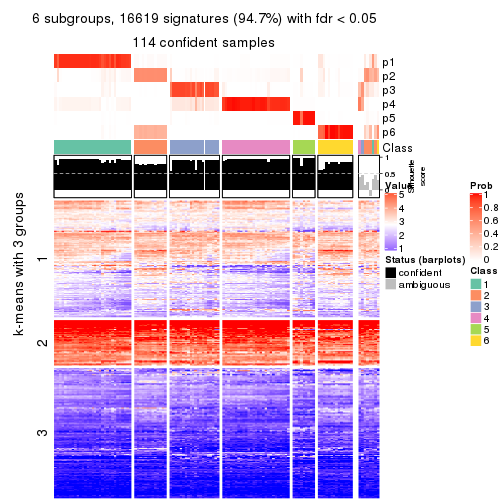 6 subgroups, 16619 signatures (94.7%) with fdr < 0.05
114 confident samples
p1
p2
p3
p4
p5
p6
Class
1
0.5
0
Silhouette
score
k-means with 3 groups
1
2
3
Value
5
4
3
2
1
Status (barplots)
confident
ambiguous
Prob
1
0.8
0.6
0.4
0.2
0
Class
1
2
3
4
5
6